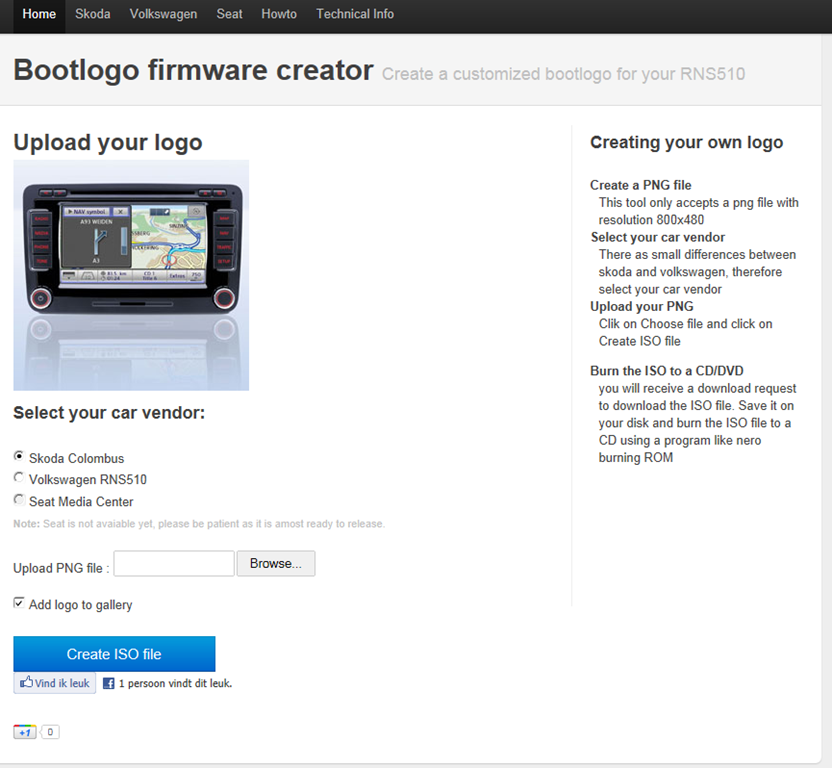 Home Skoda Volkswagen Seat Howto Technical Info
Bootlogo firmware creator Create a customized bootlogo for your RNS510
Upload your logo
NAV symbol X
A93 WEIDEN
A3
CD 1
Extras
Select your car vendor:
Skoda Colombus
Volkswagen RNS510
Seat Media Center
Note: Seat is not avaiable yet, please be patient as it is amost ready to release.
Upload PNG file : Browse...
Add logo to gallery
Create ISO file
Vind ik leuk 1 persoon vindt dit leuk.
+1 0
Creating your own logo
Create a PNG file
This tool only accepts a png file with
resolution 800x480
Select your car vendor
There as small differences between
skoda and volkswagen, therefore
select your car vendor
Upload your PNG
Clik on Choose file and click on
Create ISO file
Burn the ISO to a CD/DVD
you will receive a download request
to download the ISO file. Save it on
your disk and burn the ISO file to a
CD using a program like nero
burning ROM